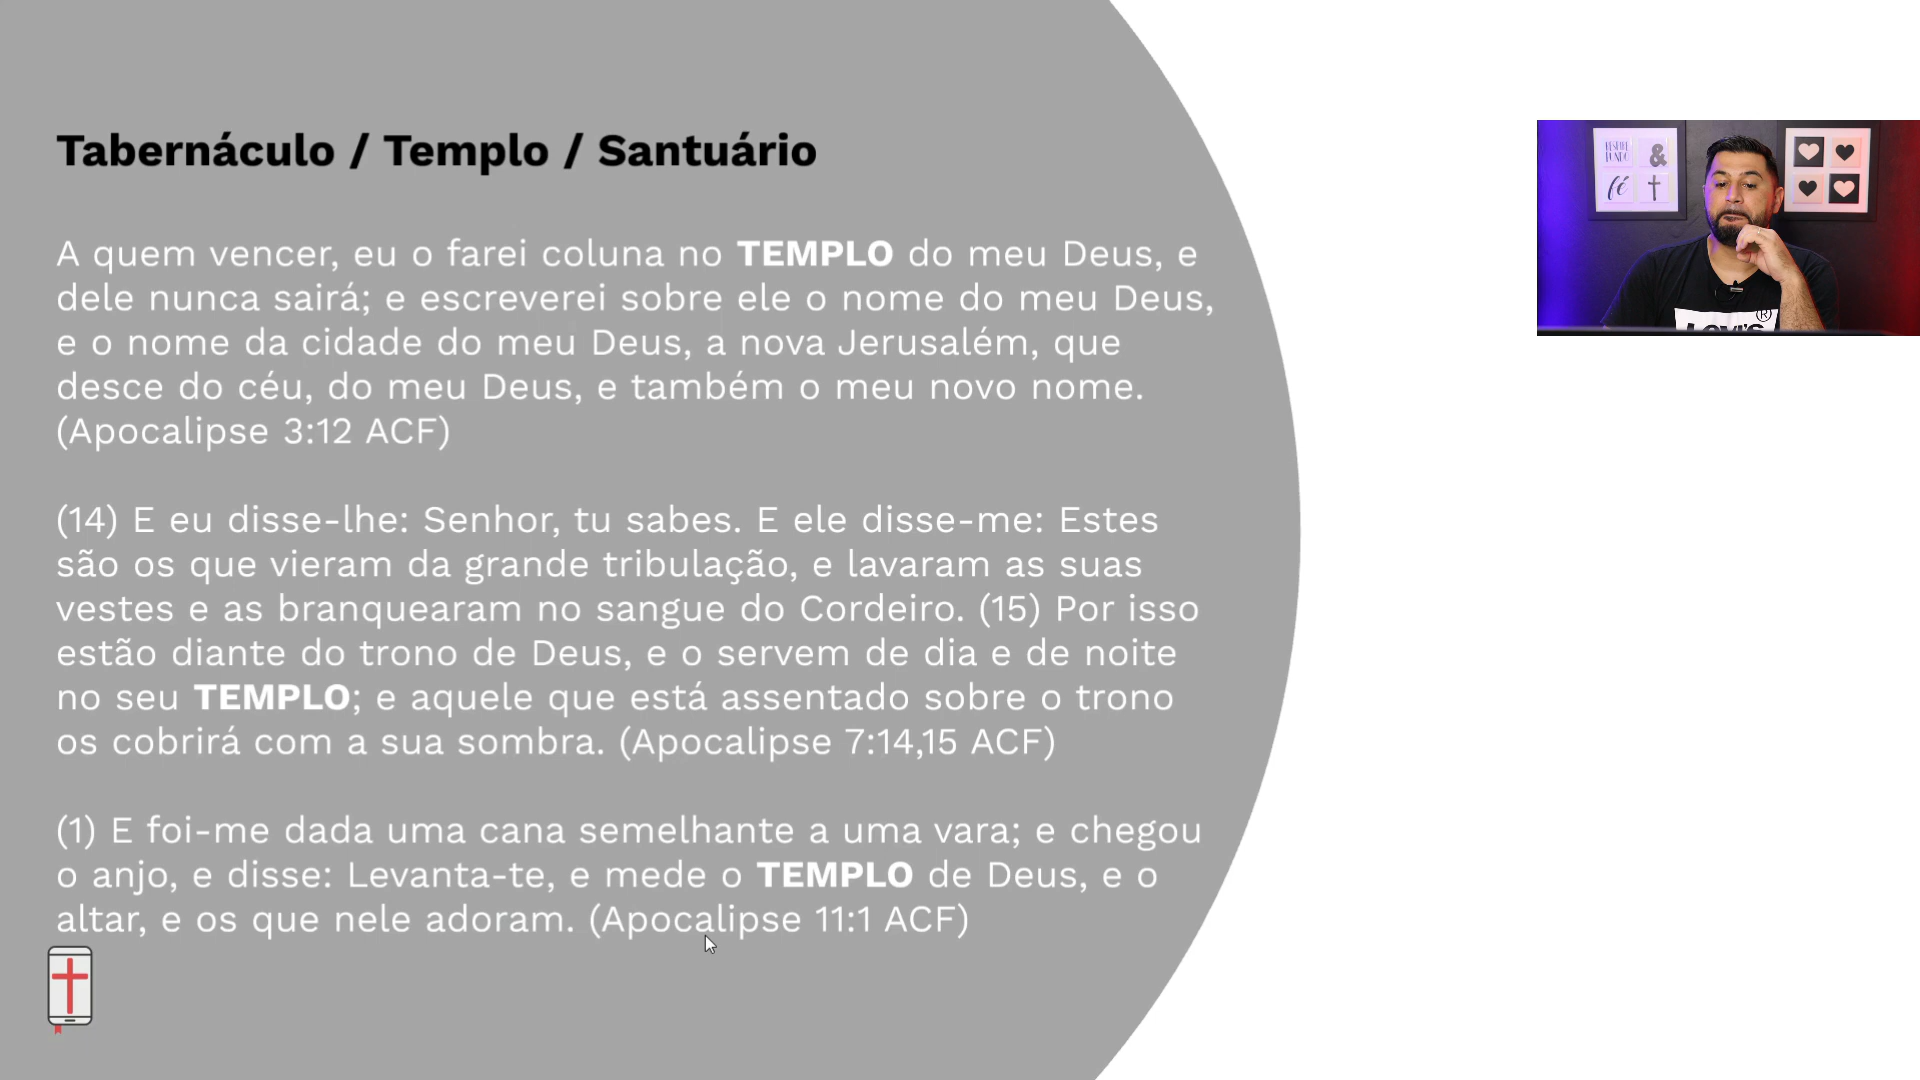 Tabernáculo / Templo / Santuário
A quem vencer, eu o farei coluna no TEMPLO do meu Deus, e
dele nunca sairá; e escreverei sobre ele o nome do meu Deus,
e o nome da cidade do meu Deus, a nova Jerusalém, que
desce do céu, do meu Deus, e também o meu novo nome.
(Apocalipse 3:12 ACF)
(14) E eu disse-lhe: Senhor, tu sabes. E ele disse-me: Estes
são os que vieram da grande tribulação, e lavaram as suas
vestes e as branquearam no sangue do Cordeiro. (15) Por isso
estão diante do trono de Deus, e o servem de dia e de noite
no seu TEMPLO; e aquele que está assentado sobre o trono
os cobrirá com a sua sombra. (Apocalipse 7:14,15 ACF)
(1) E foi-me dada uma cana semelhante a uma vara; e chegou
o anjo, e disse: Levanta-te, e mede o TEMPLO de Deus, e o
altar, e os que nele adoram. (Apocalipse 11:1 ACF)
&
fé